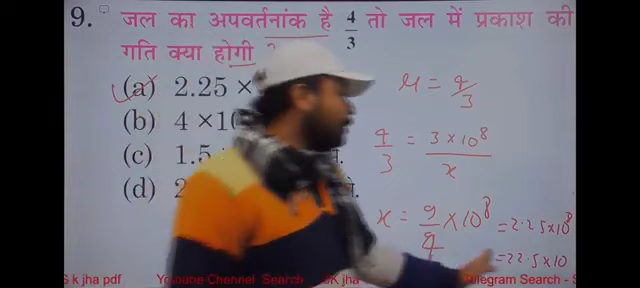 9. जल का अपवर्तनांक है 4/3 तो जल में प्रकाश की
गति क्या होगी ?
(a) 2.25 ×
(b) 4 ×10
(c) 1.5
(d) 2
μ = 4/3
4/3 = 3 × 10⁸ / x
x = 9/4 × 10⁸
= 2.25 × 10⁸
= 22.5 × 10
S k jha pdf
Search
SK jha
Telegram Search - S